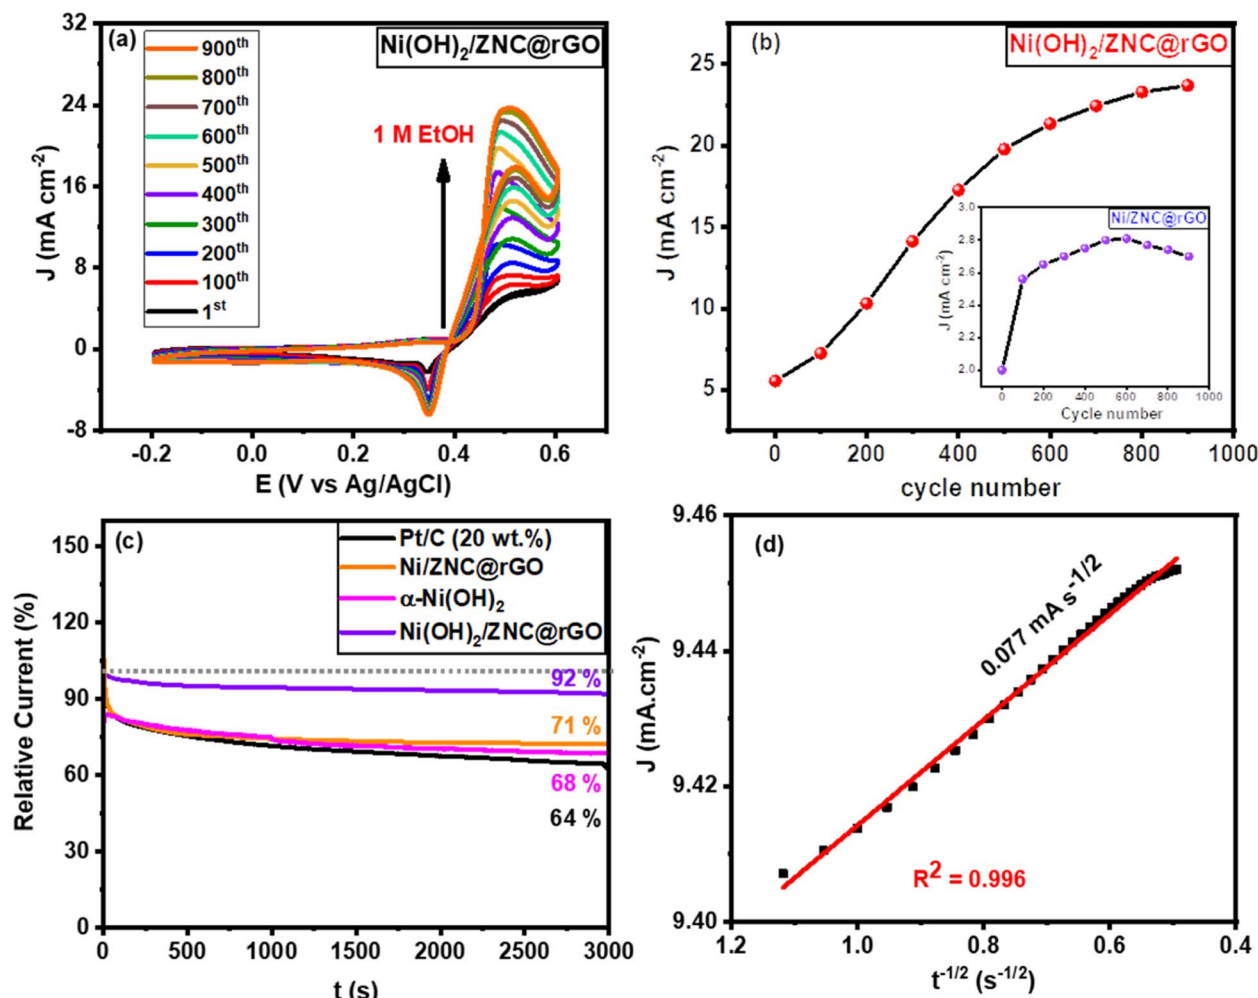 (a)
Ni(OH)₂/ZNC@rGO
900ᵗʰ
800ᵗʰ
700ᵗʰ
600ᵗʰ
500ᵗʰ
400ᵗʰ
300ᵗʰ
200ᵗʰ
100ᵗʰ
1ˢᵗ
1 M EtOH
32
24
16
8
0
-8
J (mA cm⁻²)
-0.2 0.0 0.2 0.4 0.6
E (V vs Ag/AgCl)
(b)
Ni(OH)₂/ZNC@rGO
25
20
15
10
5
J (mA cm⁻²)
0 200 400 600 800 1000
cycle number
Ni/ZNC@rGO
3.0
2.8
2.6
2.4
2.2
2.0
J (mA cm⁻²)
0 200 400 600 800 1000
Cycle number
(c)
Pt/C (20 wt.%)
Ni/ZNC@rGO
α-Ni(OH)₂
Ni(OH)₂/ZNC@rGO
92 %
71 %
68 %
64 %
150
120
90
60
30
0
Relative Current (%)
0 500 1000 1500 2000 2500 3000
t (s)
(d)
0.077 mA s⁻¹/²
R² = 0.996
9.46
9.44
9.42
9.40
J (mA.cm⁻²)
1.2 1.0 0.8 0.6 0.4
t⁻¹/² (s⁻¹/²)